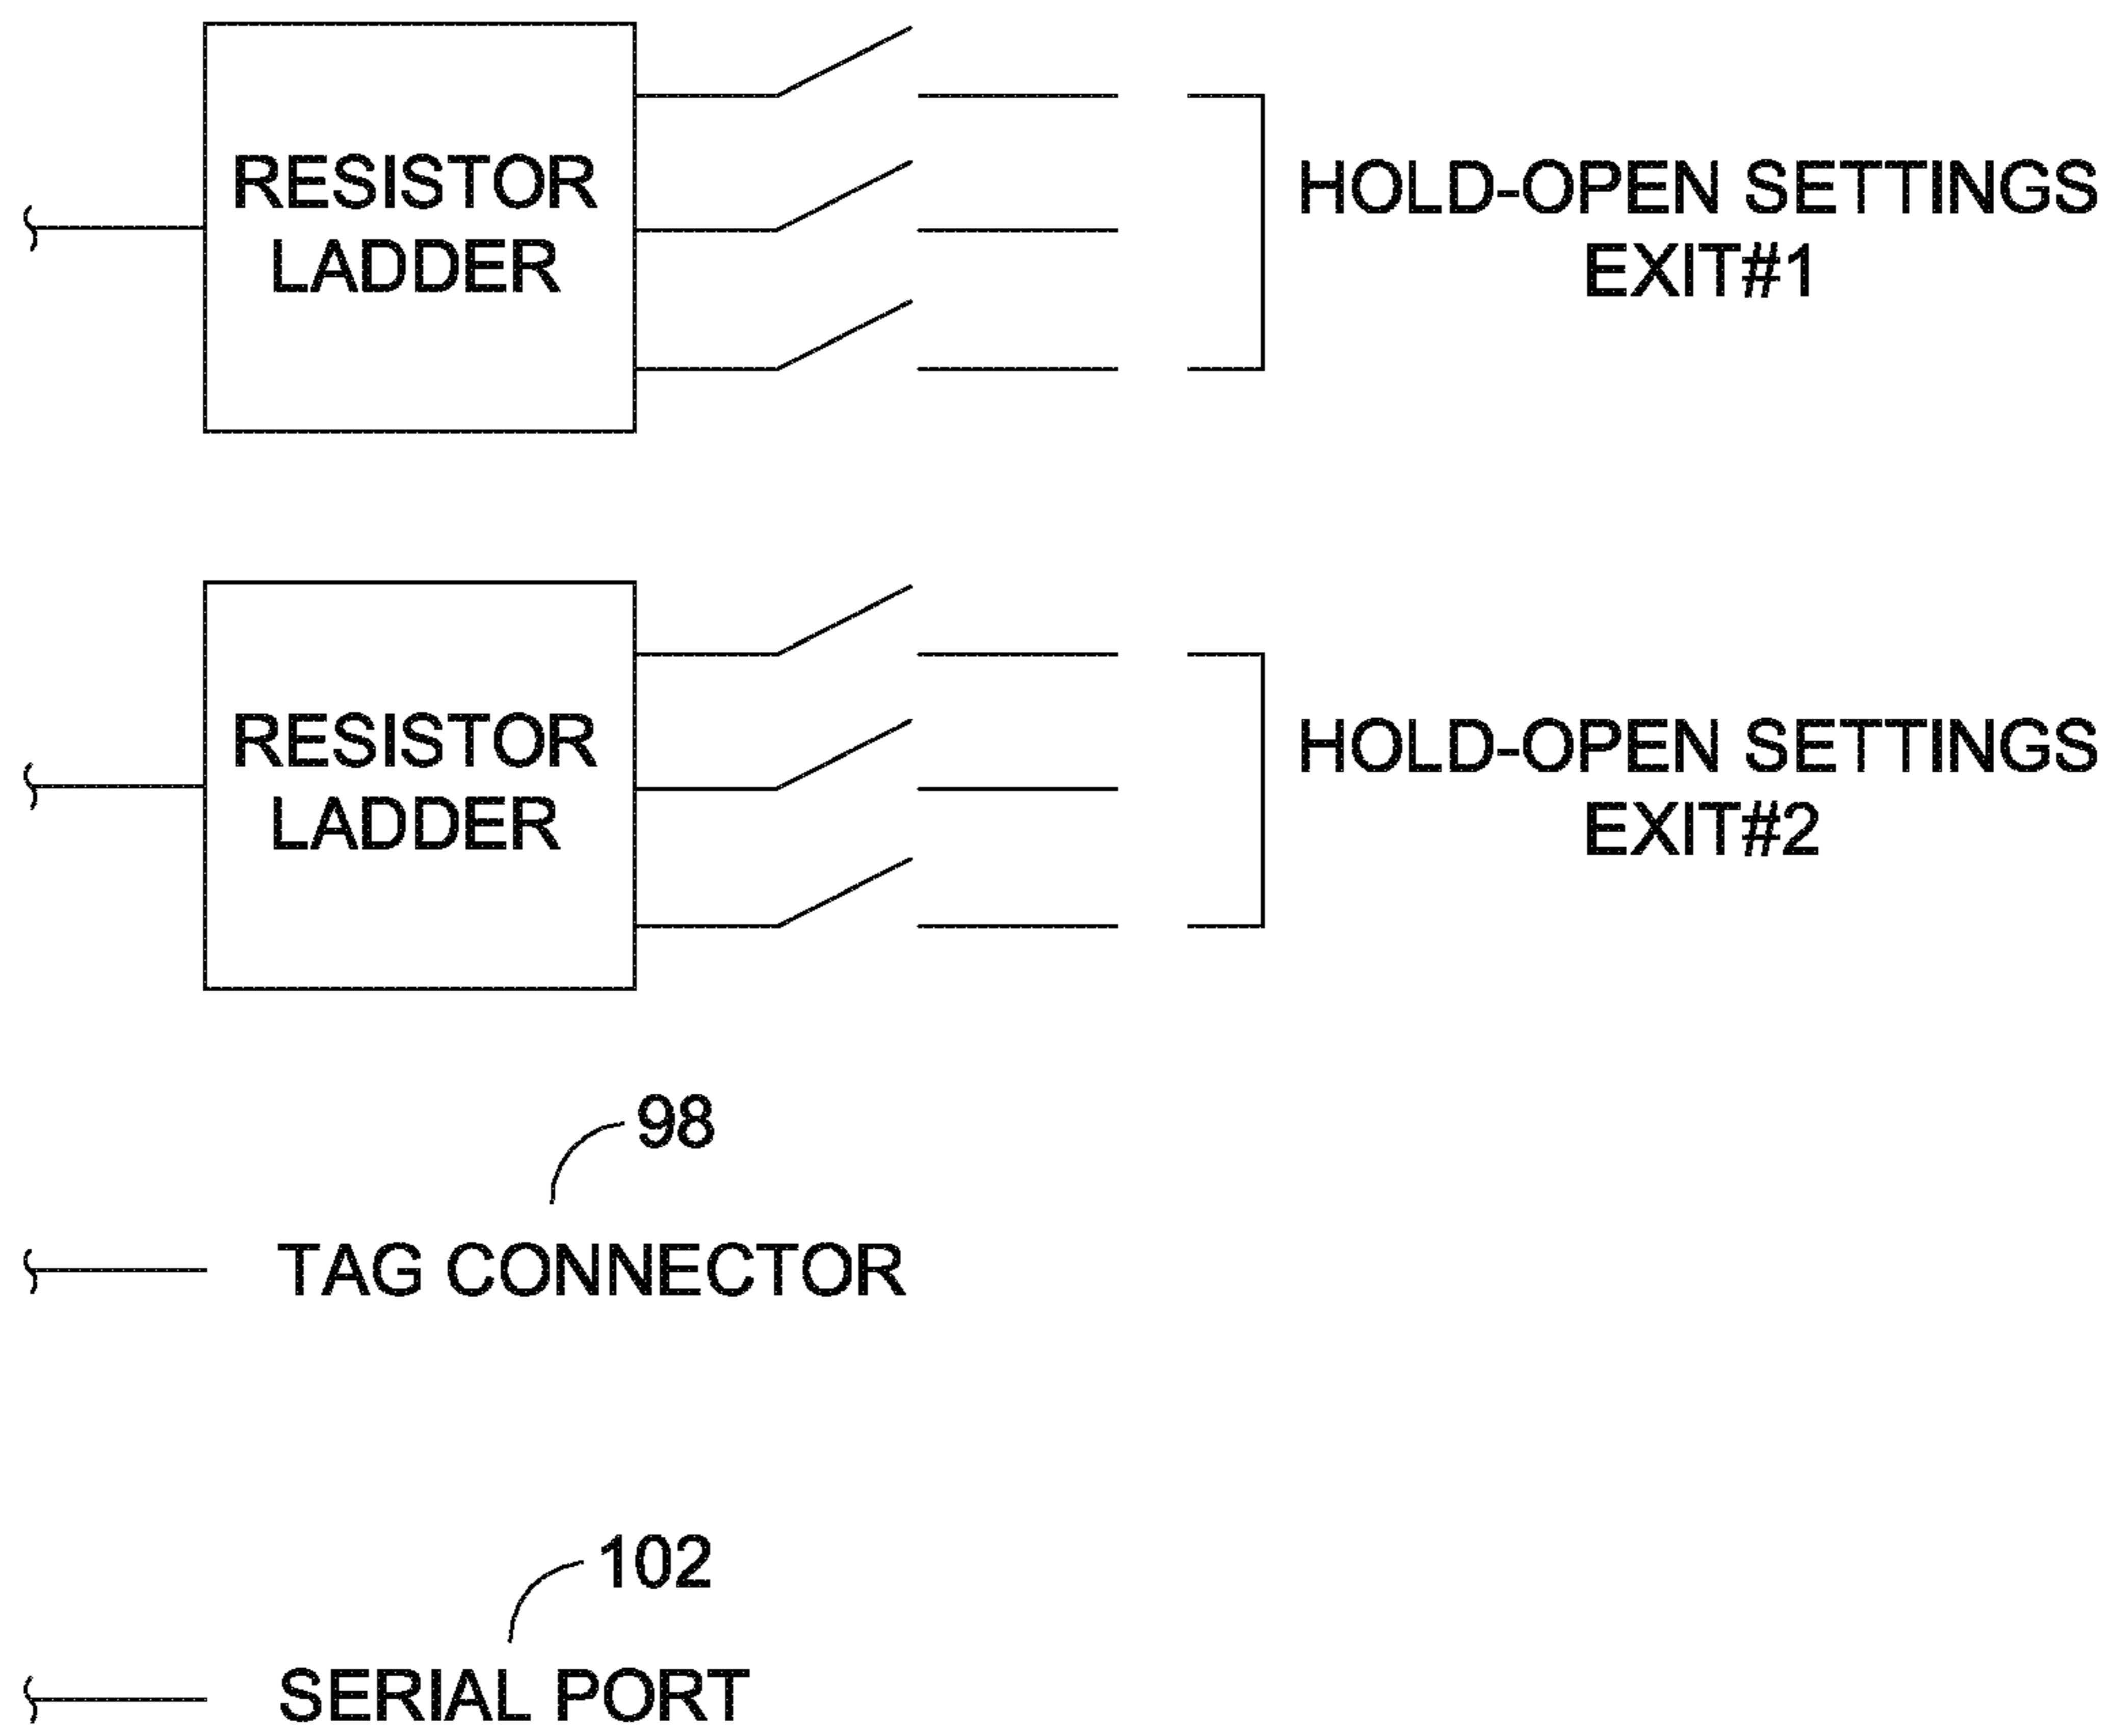 RESISTOR
LADDER
HOLD-OPEN SETTINGS
EXIT#1
RESISTOR
LADDER
HOLD-OPEN SETTINGS
EXIT#2
98
TAG CONNECTOR
102
SERIAL PORT